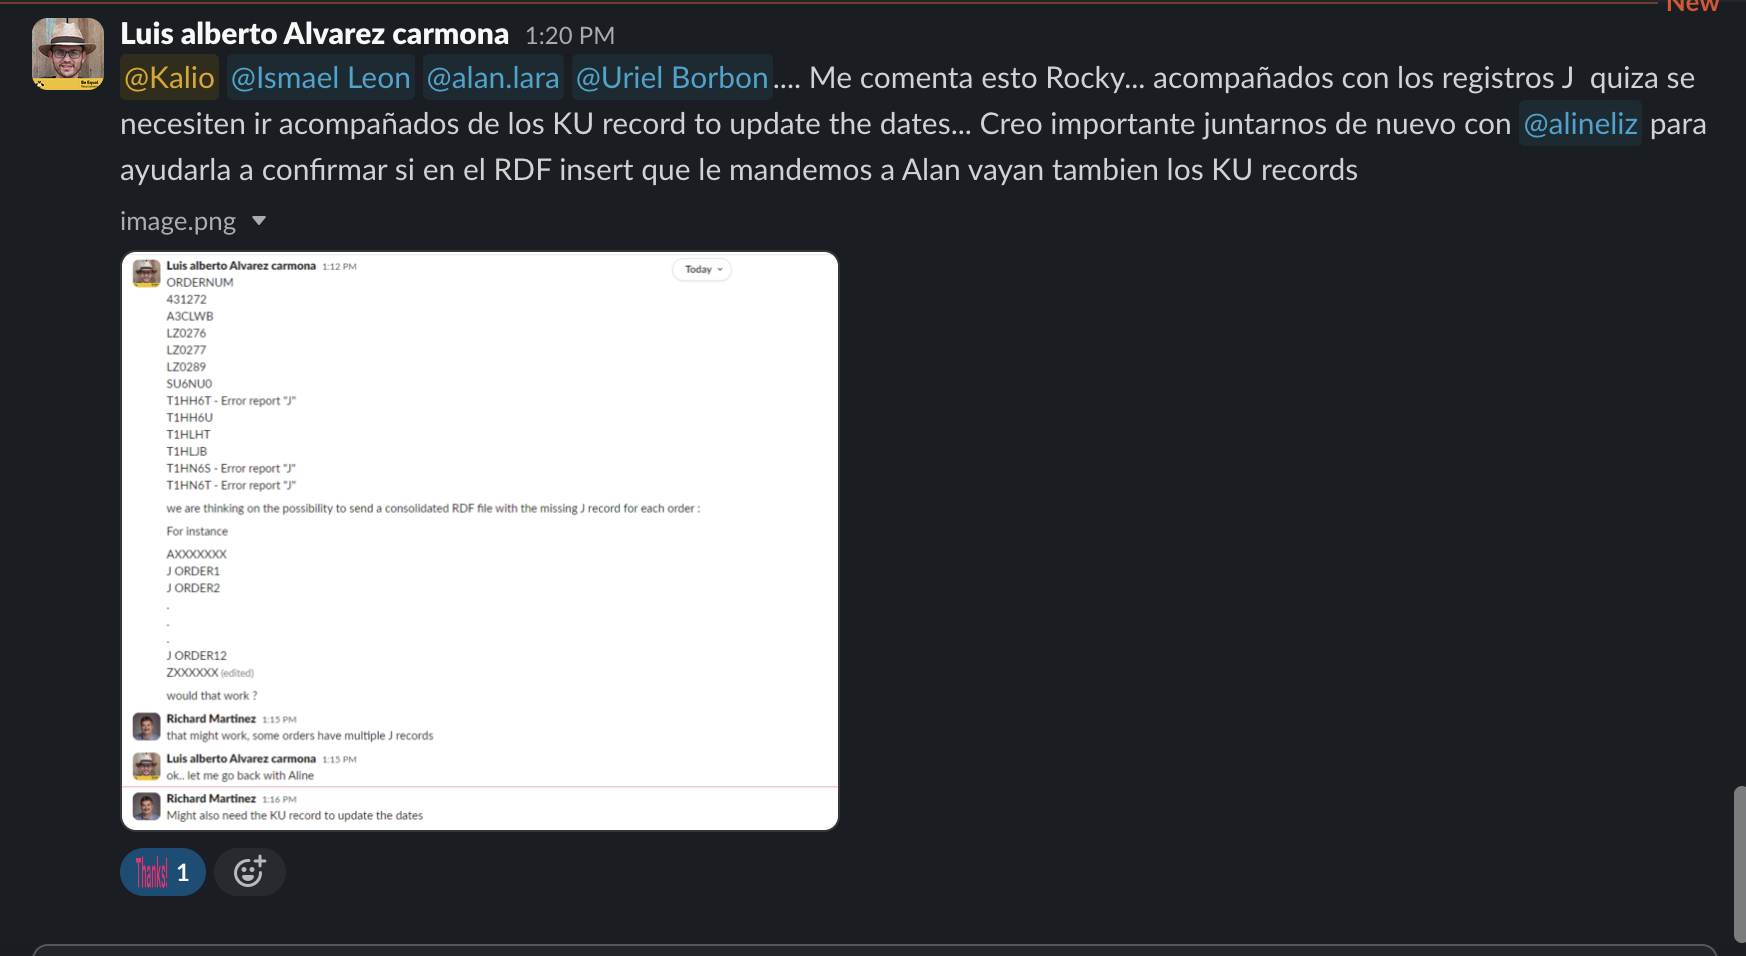 New
Luis alberto Alvarez carmona 1:20 PM
@Kalio @Ismael Leon @alan.lara @Uriel Borbon.... Me comenta esto Rocky... acompañados con los registros J quiza se
necesiten ir acompañados de los KU record to update the dates... Creo importante juntarnos de nuevo con @alineliz para
ayudarla a confirmar si en el RDF insert que le mandemos a Alan vayan tambien los KU records
image.png
Luis alberto Alvarez carmona 1:12 PM
Today
ORDERNUM
431272
A3CLWB
LZ0276
LZ0277
LZ0289
SU6NU0
T1HH6T - Error report "J"
T1HH6U
T1HLHT
T1HLJB
T1HN6S - Error report "J"
T1HN6T - Error report "J"
we are thinking on the possibility to send a consolidated RDF file with the missing J record for each order :
For instance
AXXXXXXX
J ORDER1
J ORDER2
.
.
.
J ORDER12
ZXXXXXX (edited)
would that work ?
Richard Martinez 1:15 PM
that might work, some orders have multiple J records
Luis alberto Alvarez carmona 1:15 PM
ok.. let me go back with Aline
Richard Martinez 1:16 PM
Might also need the KU record to update the dates
Thanks! 1